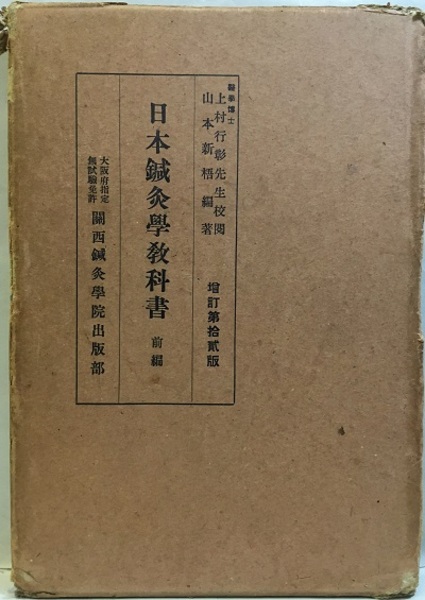 醫學博士
上村行彰先生校閲
山本新梧編著
增訂第拾貳版
日本鍼灸學教科書 前編
大阪府指定
無試驗免許
關西鍼灸學院出版部